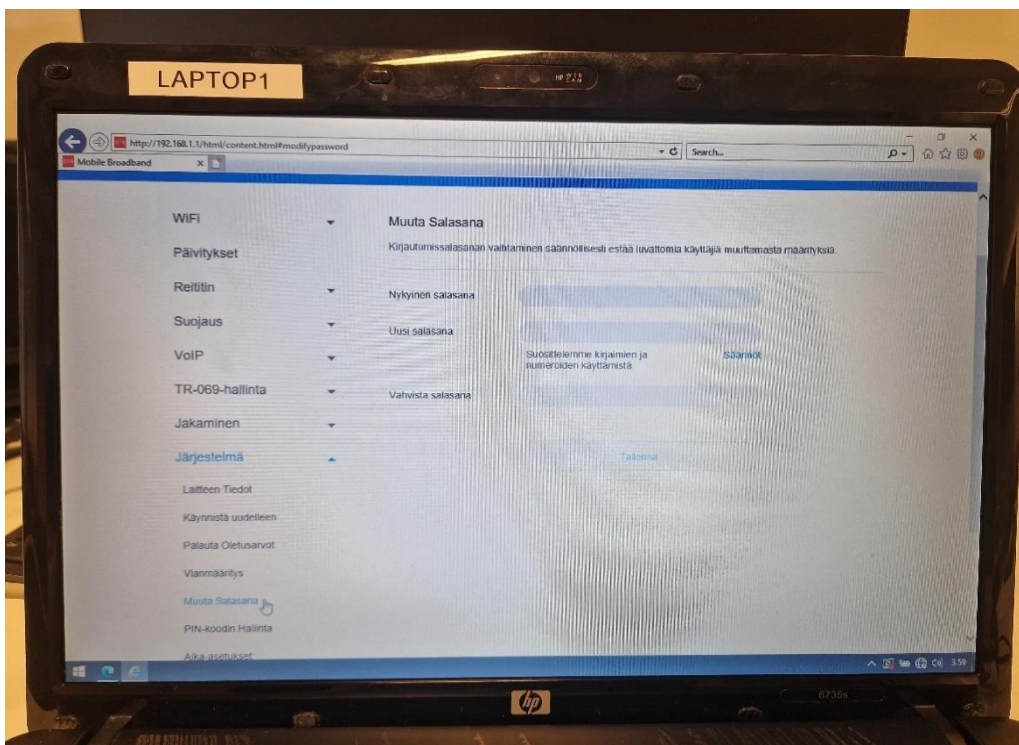 LAPTOP1
http://192.168.1.1/html/content.html#modifypassword
Search...
Mobile Broadband
WiFi
Päivitykset
Reititin
Suojaus
VoIP
TR-069-hallinta
Jakaminen
Järjestelmä
Laitteen Tiedot
Käynnistä uudelleen
Palauta Oletusarvot
Vianmääritys
Muuta Salasana
PIN-koodin Hallinta
Aika-asetukset
Muuta Salasana
Kirjautumissalasanan vaihtaminen säännöllisesti estää luvattomia käyttäjiä muuttamasta määrityksiä.
Nykyinen salasana
Uusi salasana
Suosittelemme kirjaimien ja
numeroiden käyttämistä
Säännöt
Vahvista salasana
Tallenna
3.59
hp
6735s